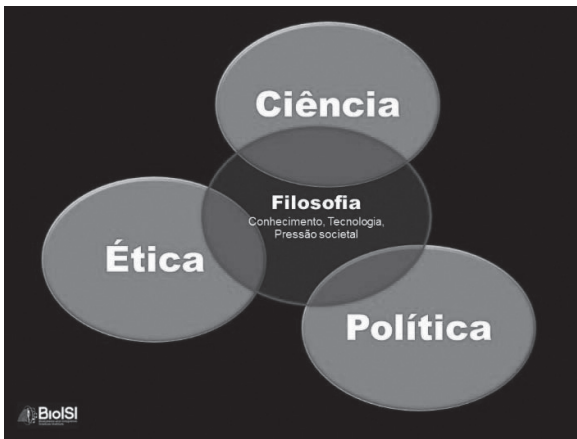 Ciência
Filosofia
Conhecimento, Tecnologia,
Pressão societal
Ética
Política
BioISI